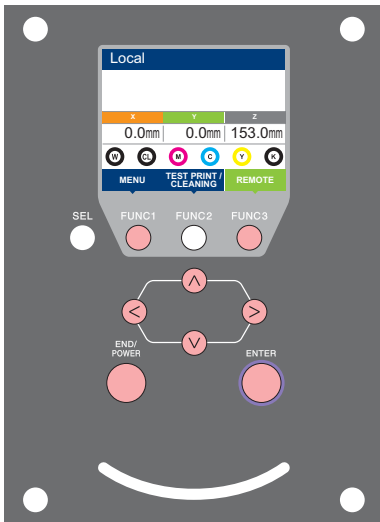 Local
X Y Z
0.0mm 0.0mm 153.0mm
W CL M C Y K
MENU TEST PRINT / CLEANING REMOTE
SEL FUNC1 FUNC2 FUNC3
END/
POWER
ENTER